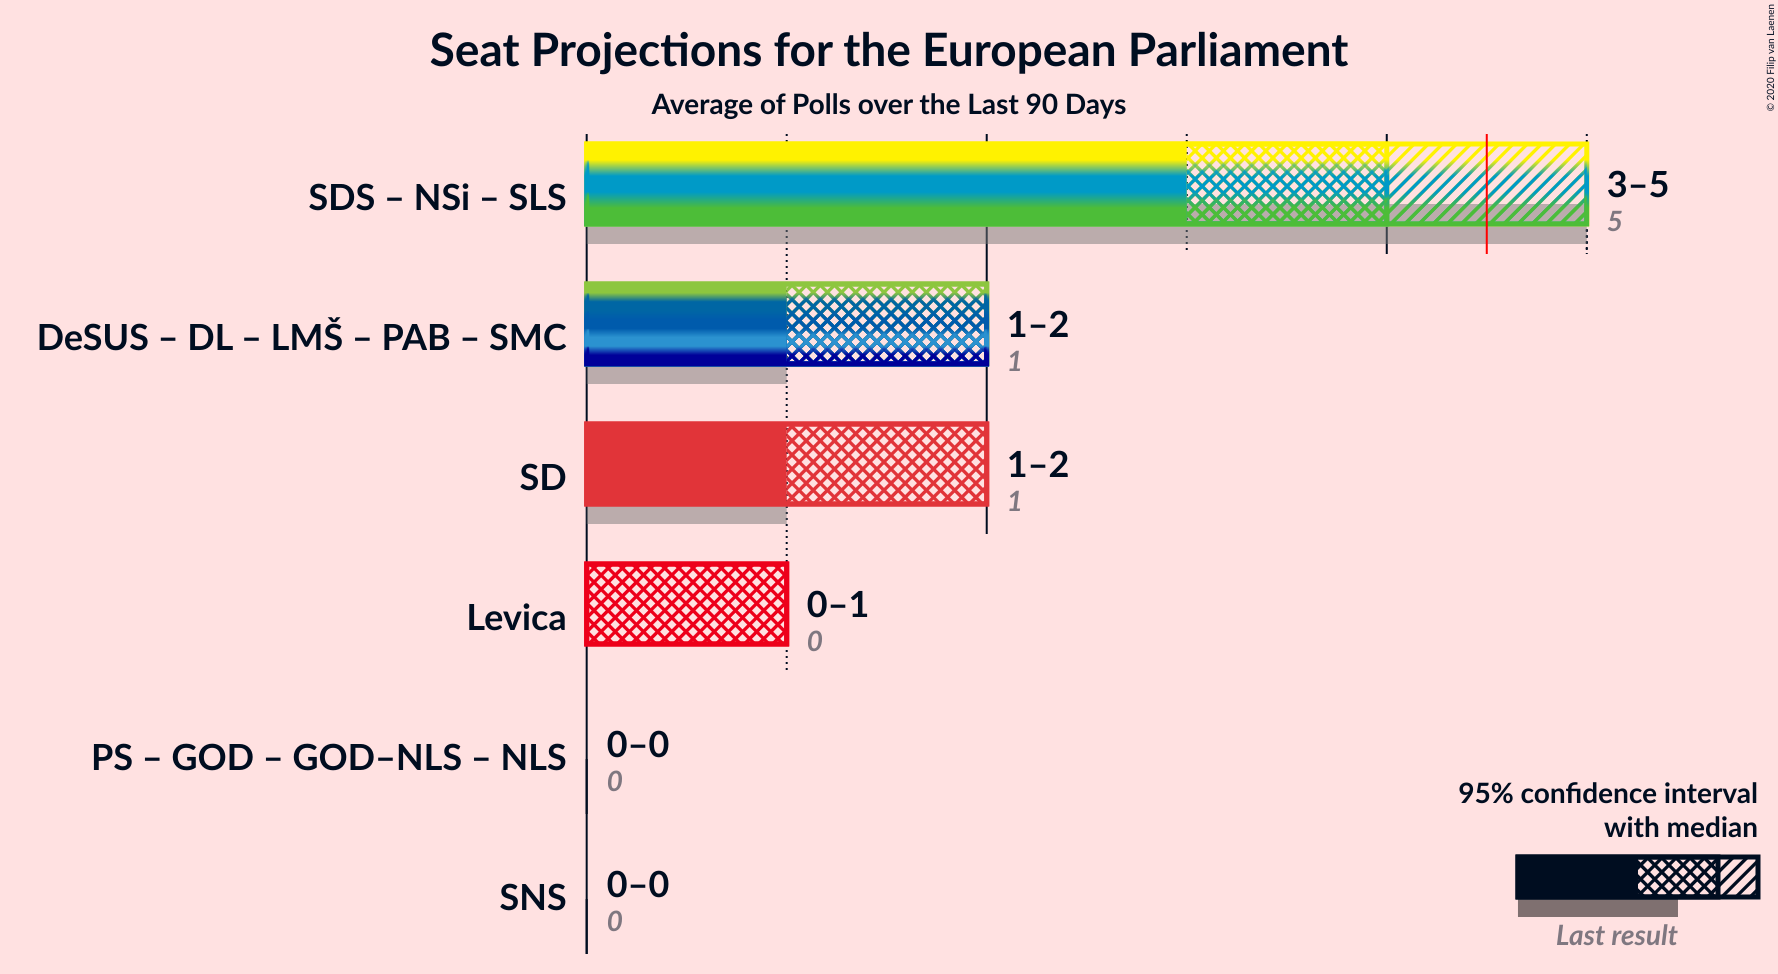 Seat Projections for the European Parliament
Average of Polls over the Last 90 Days
© 2020 Filip van Laenen
SDS – NSi – SLS
3–5
5
DeSUS – DL – LMŠ – PAB – SMC
1–2
1
SD
1–2
1
Levica
0–1
0
PS – GOD – GOD–NLS – NLS
0–0
0
SNS
0–0
0
95% confidence interval
with median
Last result